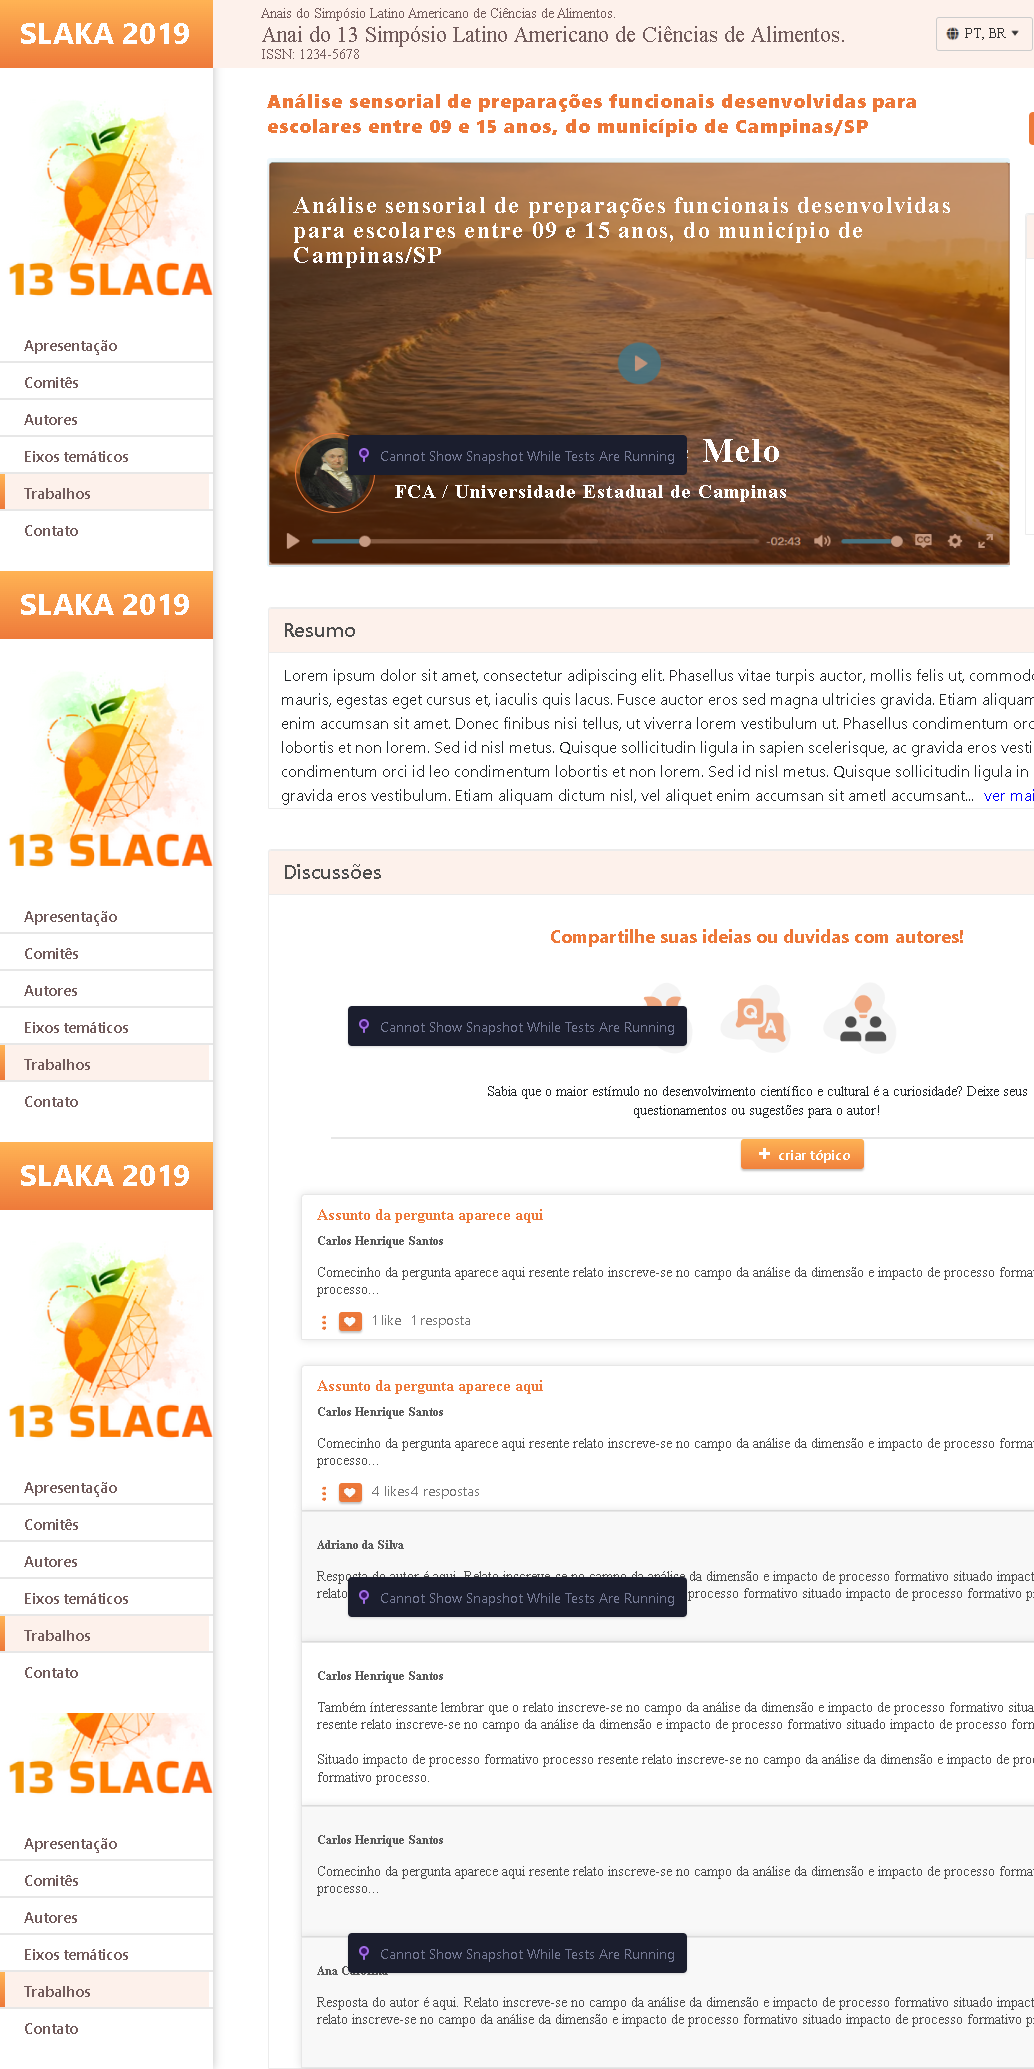 SLAKA 2019
13 SLACA
Apresentação
Comitês
Autores
Eixos temáticos
Trabalhos
Contato
SLAKA 2019
13 SLACA
Apresentação
Comitês
Autores
Eixos temáticos
Trabalhos
Contato
SLAKA 2019
13 SLACA
Apresentação
Comitês
Autores
Eixos temáticos
Trabalhos
Contato
13 SLACA
Apresentação
Comitês
Autores
Eixos temáticos
Trabalhos
Contato
Anais do Simpósio Latino Americano de Ciências de Alimentos.
Anai do 13 Simpósio Latino Americano de Ciências de Alimentos.
ISSN: 1234-5678
PT, BR
Análise sensorial de preparações funcionais desenvolvidas para
escolares entre 09 e 15 anos, do município de Campinas/SP
Análise sensorial de preparações funcionais desenvolvidas
para escolares entre 09 e 15 anos, do município de
Campinas/SP
Melo
Cannot Show Snapshot While Tests Are Running
FCA / Universidade Estadual de Campinas
-02:43
CC
Resumo
Lorem ipsum dolor sit amet, consectetur adipiscing elit. Phasellus vitae turpis auctor, mollis felis ut, commod
mauris, egestas eget cursus et, iaculis quis lacus. Fusce auctor eros sed magna ultricies gravida. Etiam aliquam
enim accumsan sit amet. Donec finibus nisi tellus, ut viverra lorem vestibulum ut. Phasellus condimentum orc
lobortis et non lorem. Sed id nisl metus. Quisque sollicitudin ligula in sapien scelerisque, ac gravida eros vesti
condimentum orci id leo condimentum lobortis et non lorem. Sed id nisl metus. Quisque sollicitudin ligula in
gravida eros vestibulum. Etiam aliquam dictum nisl, vel aliquet enim accumsan sit ametl accumsant... ver mai
Discussões
Compartilhe suas ideias ou duvidas com autores!
Q A
Cannot Show Snapshot While Tests Are Running
Sabia que o maior estímulo no desenvolvimento científico e cultural é a curiosidade? Deixe seus
questionamentos ou sugestões para o autor!
+ criar tópico
Assunto da pergunta aparece aqui
Carlos Henrique Santos
Comecinho da pergunta aparece aqui resente relato inscreve-se no campo da análise da dimensão e impacto de processo forma
processo...
1 like 1 resposta
Assunto da pergunta aparece aqui
Carlos Henrique Santos
Comecinho da pergunta aparece aqui resente relato inscreve-se no campo da análise da dimensão e impacto de processo forma
processo...
4 likes 4 respostas
Adriano da Silva
Resposta do autor é aqui. Relato inscreve-se no campo da análise da dimensão e impacto de processo formativo situado impact
relato processo formativo situado impacto de processo formativo p
Cannot Show Snapshot While Tests Are Running
Carlos Henrique Santos
Também ínteressante lembrar que o relato inscreve-se no campo da análise da dimensão e impacto de processo formativo situa
resente relato inscreve-se no campo da análise da dimensão e impacto de processo formativo situado impacto de processo form
Situado impacto de processo formativo processo resente relato inscreve-se no campo da análise da dimensão e impacto de pro
formativo processo.
Carlos Henrique Santos
Comecinho da pergunta aparece aqui resente relato inscreve-se no campo da análise da dimensão e impacto de processo forma
processo...
Cannot Show Snapshot While Tests Are Running
Ana
Resposta do autor é aqui. Relato inscreve-se no campo da análise da dimensão e impacto de processo formativo situado impact
relato inscreve-se no campo da análise da dimensão e impacto de processo formativo situado impacto de processo formativo p